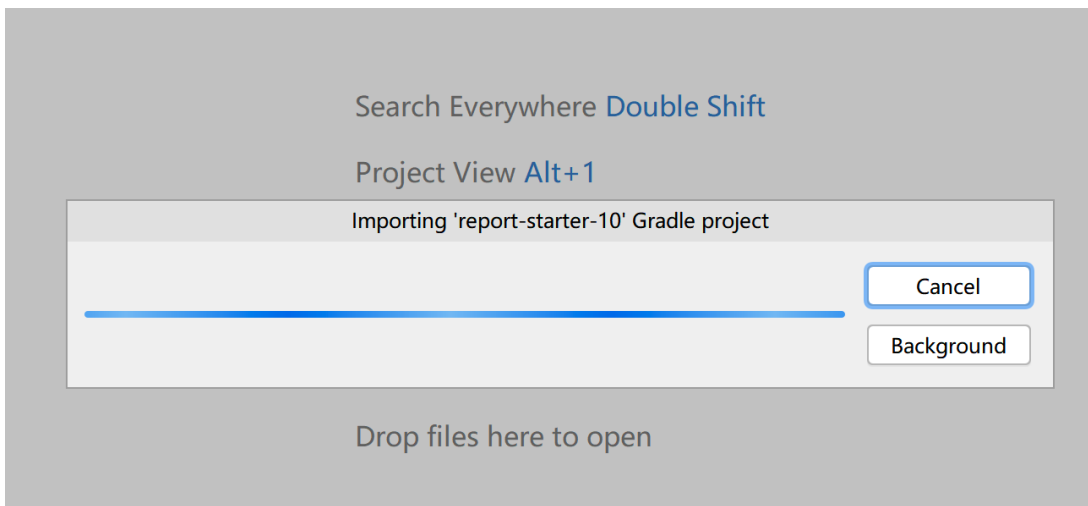 Search Everywhere Double Shift
Project View Alt+1
Importing 'report-starter-10' Gradle project
Cancel
Background
Drop files here to open